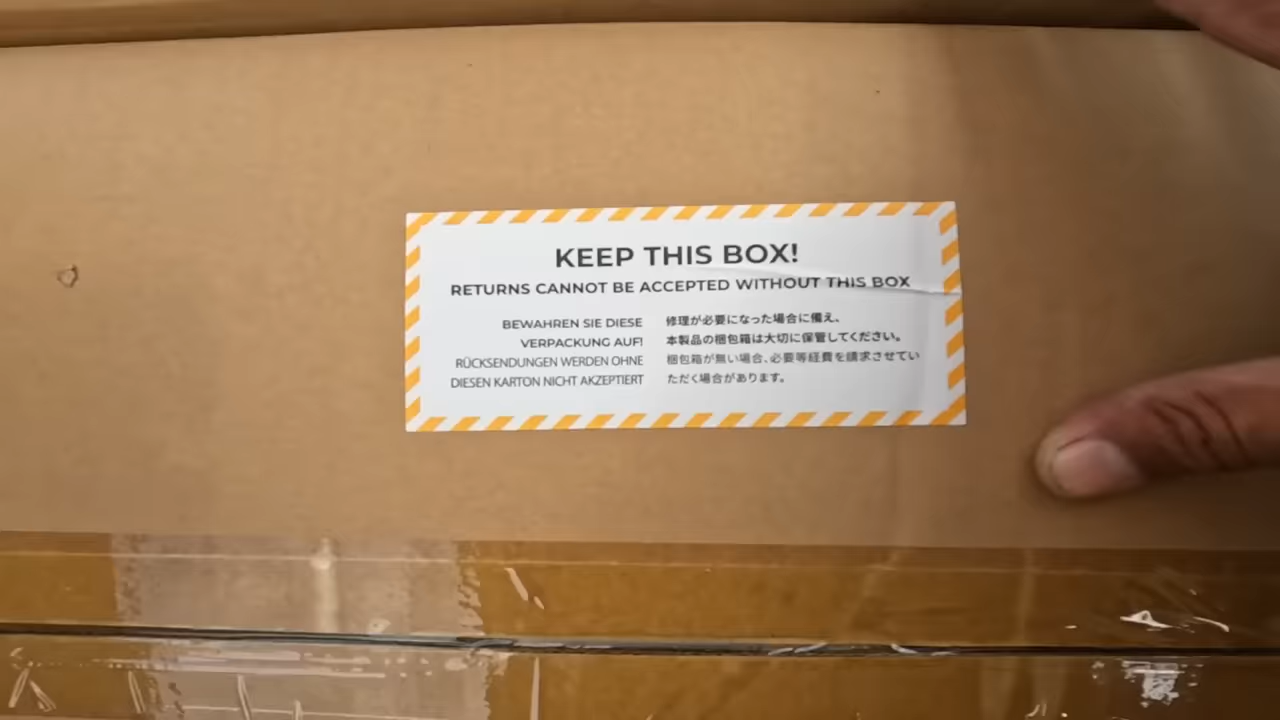 KEEP THIS BOX!
RETURNS CANNOT BE ACCEPTED WITHOUT THIS BOX
BEWAHREN SIE DIESE
VERPACKUNG AUF!
RÜCKSENDUNGEN WERDEN OHNE
DIESEN KARTON NICHT AKZEPTIERT
修理が必要になった場合に備え、
本製品の梱包箱は大切に保管してください。
梱包箱が無い場合、必要等経費を請求させてい
ただく場合があります。